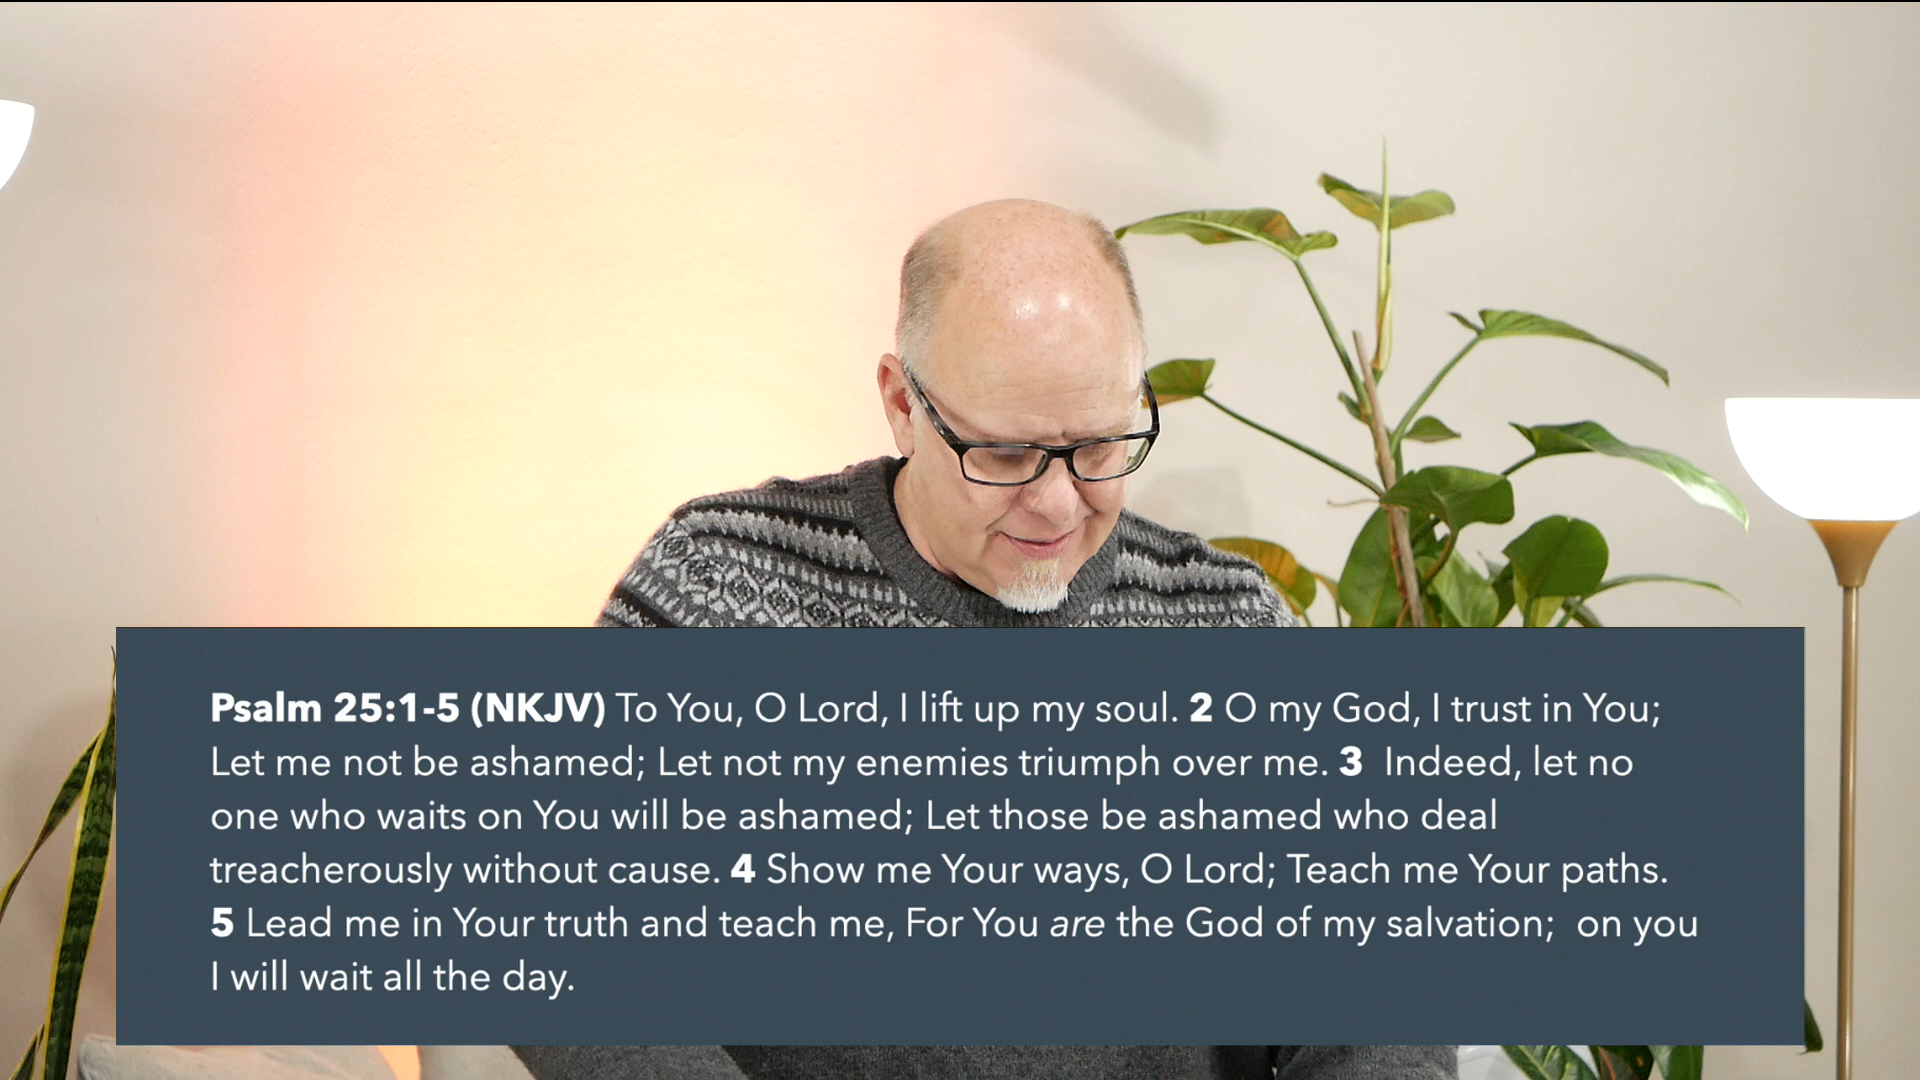 Psalm 25:1-5 (NKJV) To You, O Lord, I lift up my soul. 2 O my God, I trust in You;
Let me not be ashamed; Let not my enemies triumph over me. 3  Indeed, let no
one who waits on You will be ashamed; Let those be ashamed who deal
treacherously without cause. 4 Show me Your ways, O Lord; Teach me Your paths.
5 Lead me in Your truth and teach me, For You are the God of my salvation;  on you
I will wait all the day.